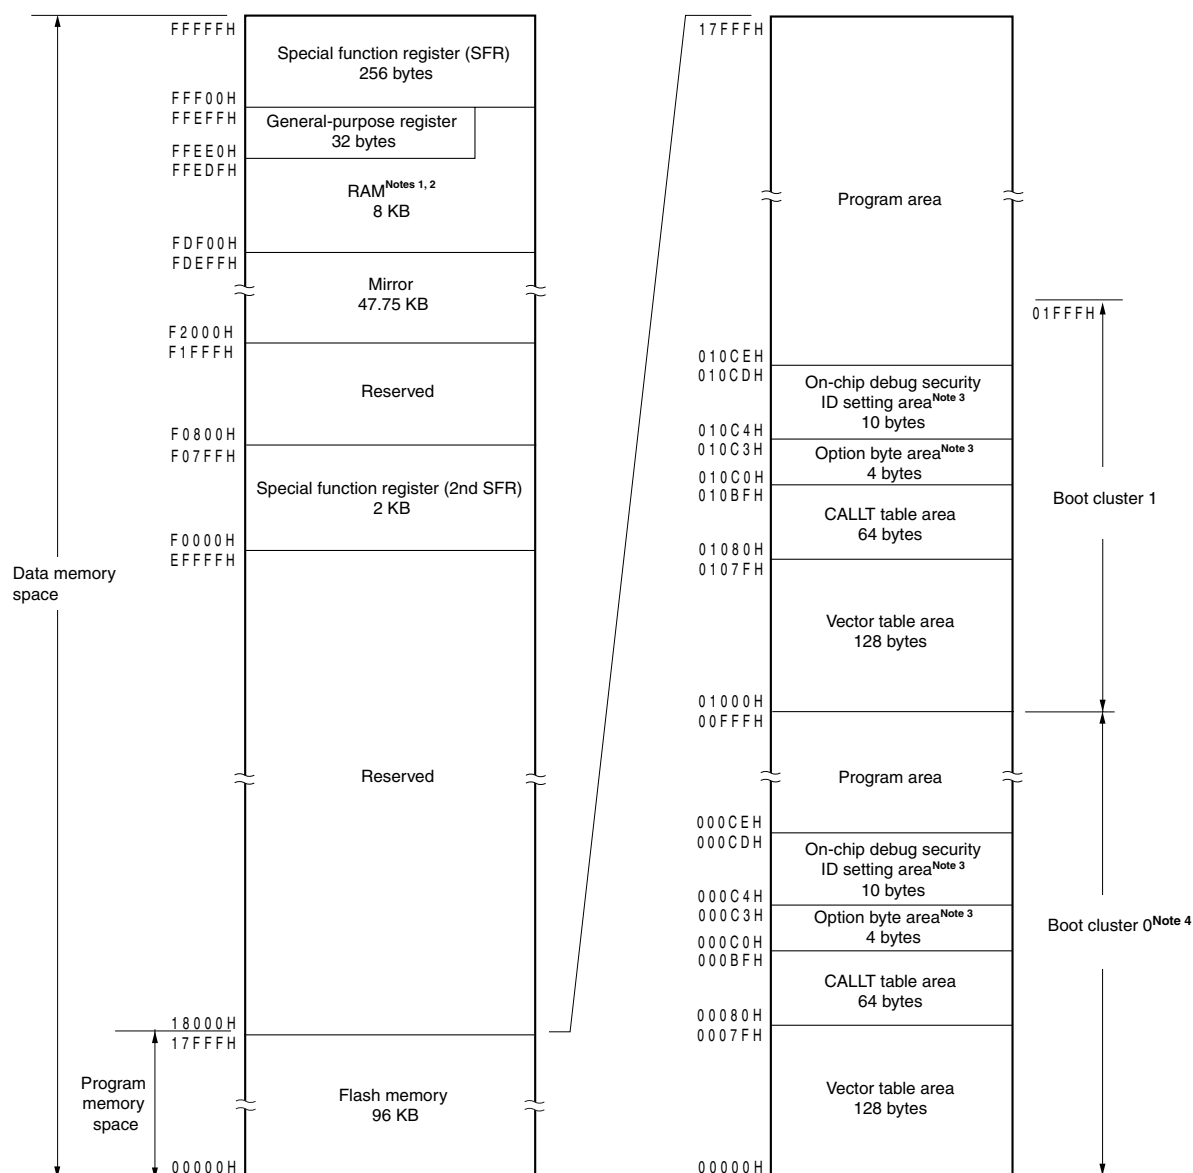 FFFFFH
Special function register (SFR)
256 bytes
FFF00H
FFEFFH
General-purpose register
32 bytes
FFEE0H
FFEDFH
RAMNotes 1, 2
8 KB
FDF00H
FDEFFH
Mirror
47.75 KB
F2000H
F1FFFH
Reserved
F0800H
F07FFH
Special function register (2nd SFR)
2 KB
F0000H
EFFFFH
Data memory
space
Reserved
18000H
17FFFH
Program
memory
space
Flash memory
96 KB
00000H
17FFFH
Program area
01FFFH
010CEH
010CDH
On-chip debug security
ID setting areaNote 3
10 bytes
010C4H
010C3H
Option byte areaNote 3
4 bytes
010C0H
010BFH
Boot cluster 1
CALLT table area
64 bytes
01080H
0107FH
Vector table area
128 bytes
01000H
00FFFH
Program area
000CEH
000CDH
On-chip debug security
ID setting areaNote 3
10 bytes
000C4H
000C3H
Option byte areaNote 3
4 bytes
Boot cluster 0Note 4
000C0H
000BFH
CALLT table area
64 bytes
00080H
0007FH
Vector table area
128 bytes
00000H